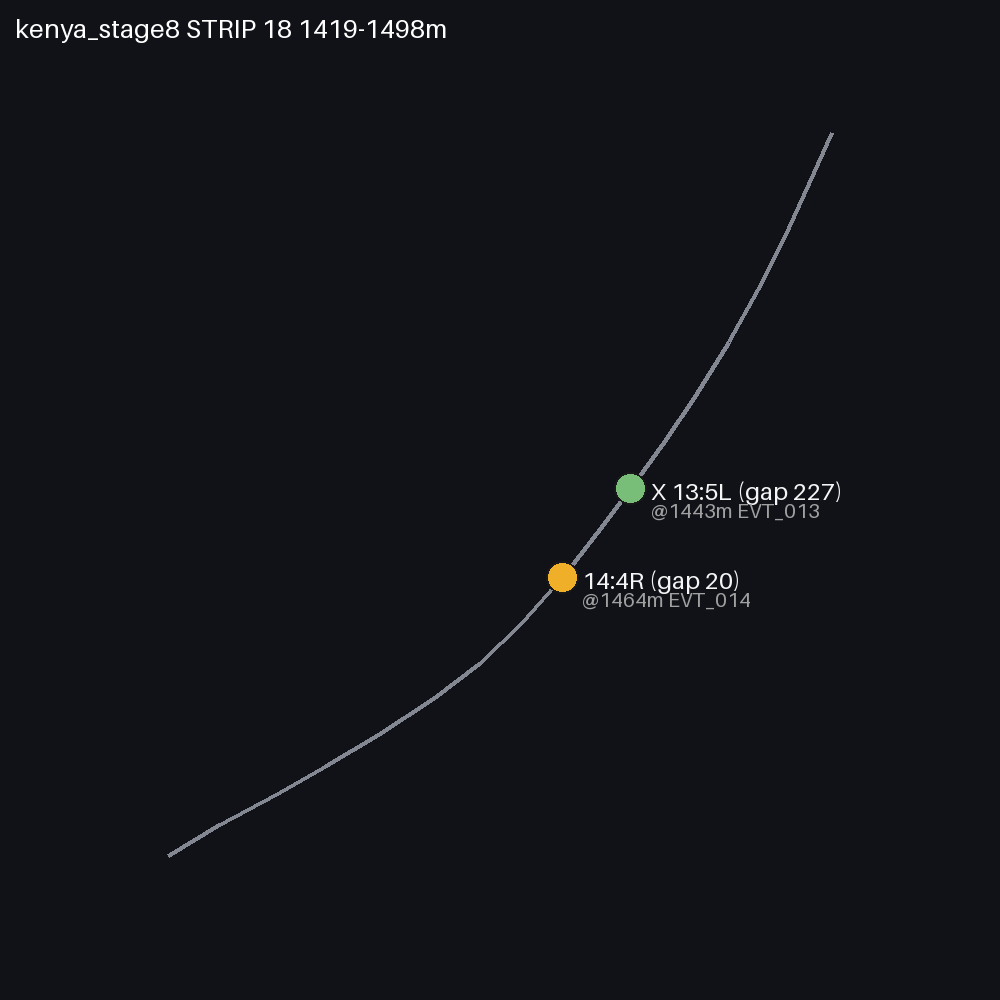 kenya_stage8 STRIP 18 1419-1498m
X 13:5L (gap 227)
@1443m EVT_013
14:4R (gap 20)
@1464m EVT_014